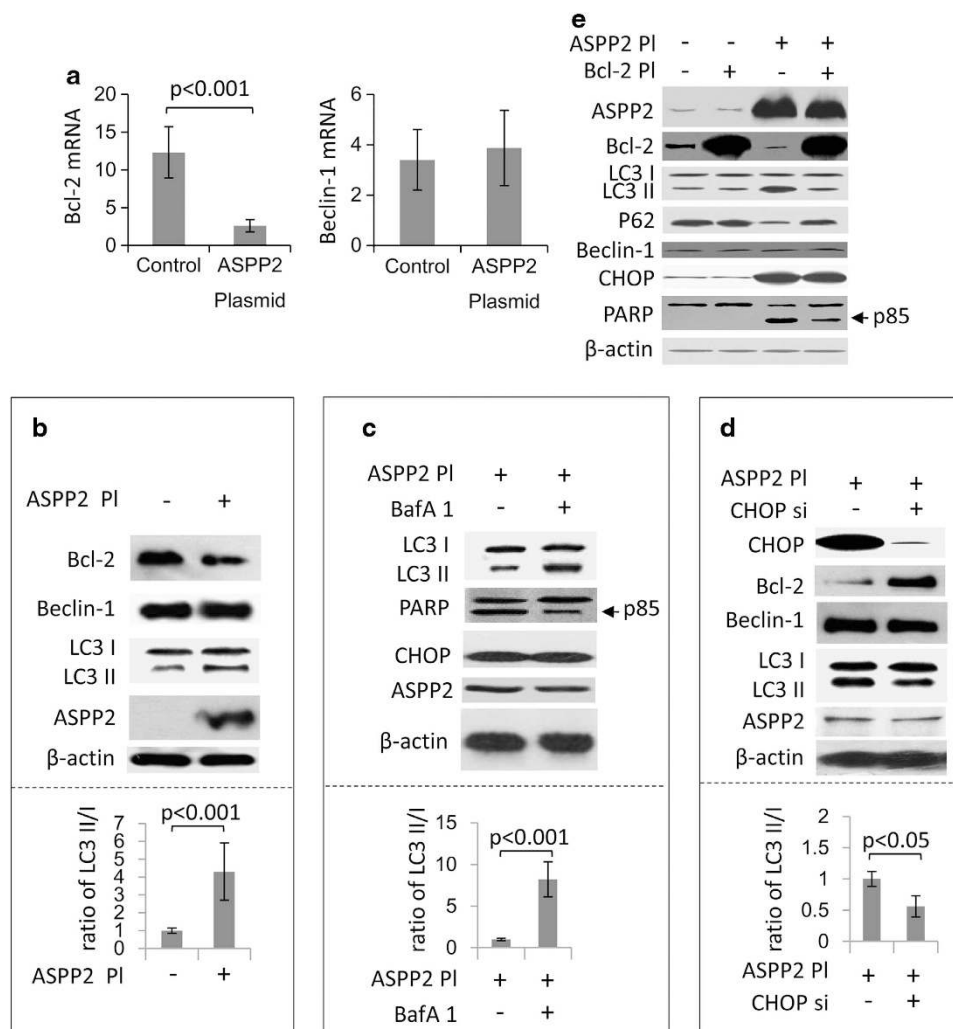 a
Bcl-2 mRNA
20
15
10
5
0
p<0.001
Control
ASPP2
Plasmid
Beclin-1 mRNA
6
4
2
0
Control
ASPP2
Plasmid
e
ASPP2 Pl - - + +
Bcl-2 Pl - + - +
ASPP2
Bcl-2
LC3 I
LC3 II
P62
Beclin-1
CHOP
PARP
p85
β-actin
b
ASPP2 Pl - +
Bcl-2
Beclin-1
LC3 I
LC3 II
ASPP2
β-actin
ratio of LC3 II/I
7
6
5
4
3
2
1
0
p<0.001
ASPP2 Pl - +
c
ASPP2 Pl + +
BafA 1 - +
LC3 I
LC3 II
PARP
p85
CHOP
ASPP2
β-actin
ratio of LC3 II/I
15
10
5
0
p<0.001
ASPP2 Pl + +
BafA 1 - +
d
ASPP2 Pl + +
CHOP si - +
CHOP
Bcl-2
Beclin-1
LC3 I
LC3 II
ASPP2
β-actin
ratio of LC3 II/I
2
1.5
1
0.5
0
p<0.05
ASPP2 Pl + +
CHOP si - +